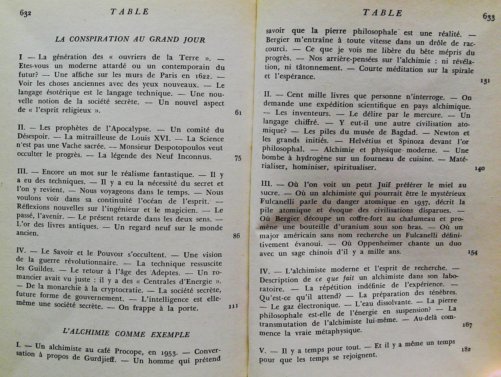 632
TABLE
LA CONSPIRATION AU GRAND JOUR
I — La génération des « ouvriers de la Terre ». —
Etes-vous un moderne attardé ou un contemporain du
futur? — Une affiche sur les murs de Paris en 1622. —
Voir les choses anciennes avec des yeux nouveaux. — Le
langage ésotérique est le langage technique. — Une nou-
velle notion de la société secrète. — Un nouvel aspect
de « l'esprit religieux ».
61
II. — Les prophètes de l'Apocalypse. — Un comité du
Désespoir. — La mitrailleuse de Louis XVI. — La Science
n'est pas une Vache sacrée. — Monsieur Despotopoulos veut
occulter le progrès. — La légende des Neuf Inconnus.
75
III. — Encore un mot sur le réalisme fantastique. — Il y
a eu des techniques. — Il y a eu la nécessité du secret et
l'on y revient. — Nous voyageons dans le temps. — Nous
voulons voir dans sa continuité l'océan de l'esprit. —
Réflexions nouvelles sur l'ingénieur et le magicien. — Le
passé, l'avenir. — Le présent retarde dans les deux sens. —
L'or des livres antiques. — Un regard neuf sur le monde
ancien.
86
IV. — Le Savoir et le Pouvoir s'occultent. — Une vision
de la guerre révolutionnaire. — La technique ressuscite
les Guildes. — Le retour à l'âge des Adeptes. — Un ro-
mancier avait vu juste : il y a des « Centrales d'Energie ».
— De la monarchie à la cryptocratie. — La société secrète,
future forme de gouvernement. — L'intelligence est elle-
même une société secrète. — On frappe à la porte.
111
L'ALCHIMIE COMME EXEMPLE
I. — Un alchimiste au café Procope, en 1953. — Conver-
sation à propos de Gurdjieff. — Un homme qui prétend
TABLE
633
savoir que la pierre philosophale est une réalité. —
Bergier m'entraîne à toute vitesse dans un drôle de rac-
courci. — Ce que je vois me libère du bête mépris du
progrès. — Nos arrière-pensées sur l'alchimie : ni révéla-
tion, ni tâtonnement. — Courte méditation sur la spirale
et l'espérance.
131
II. — Cent mille livres que personne n'interroge. — On
demande une expédition scientifique en pays alchimique.
— Les inventeurs. — Le délire par le mercure. — Un
langage chiffré. — Y eut-il une autre civilisation ato-
mique? — Les piles du musée de Bagdad. — Newton et
les grands initiés. — Helvétius et Spinoza devant l'or
philosophal. — Alchimie et physique moderne. — Une
bombe à hydrogène sur un fourneau de cuisine. — Maté-
rialiser, hominiser, spiritualiser.
140
III. — Où l'on voit un petit Juif préférer le miel au
sucre. — Où un alchimiste qui pourrait être le mystérieux
Fulcanelli parle du danger atomique en 1937, décrit la
pile atomique et évoque des civilisations disparues. —
Où Bergier découpe un coffre-fort au chalumeau et pro-
mène une bouteille d'uranium sous son bras. — Où un
major américain sans nom recherche un Fulcanelli défini-
tivement évanoui. — Où Oppenheimer chante un duo
avec un sage chinois d'il y a mille ans.
154
IV. — L'alchimiste moderne et l'esprit de recherche. —
Description de ce que fait un alchimiste dans son labo-
ratoire. — La répétition indéfinie de l'expérience. —
Qu'est-ce qu'il attend? — La préparation des ténèbres.
— Le gaz électronique. — L'eau dissolvante. — La pierre
philosophale est-elle de l'énergie en suspension? — La
transmutation de l'alchimiste lui-même. — Au-delà com-
mence la vraie métaphysique.
167
V. — Il y a temps pour tout. — Et il y a même un temps
pour que les temps se rejoignent.
182